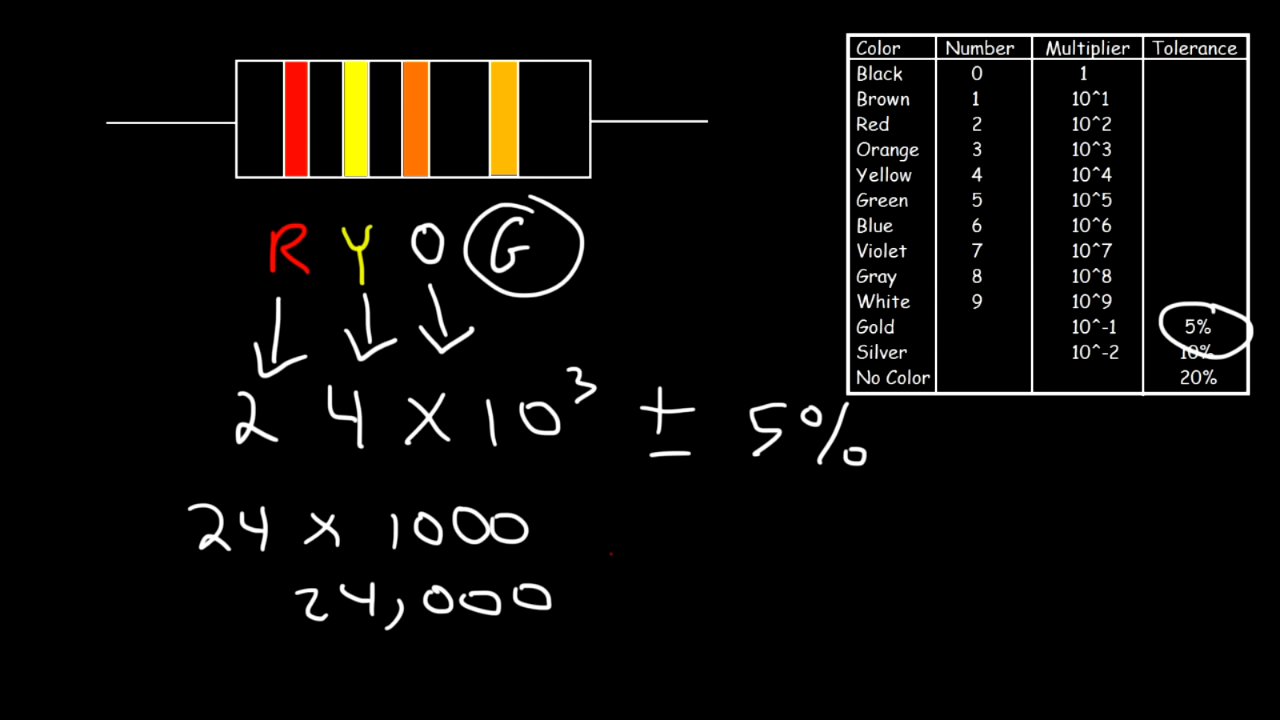 R Y O G
2 4 × 10^3 ± 5%
24 × 1000
24,000
Color Number Multiplier Tolerance
Black 0 1
Brown 1 10^1
Red 2 10^2
Orange 3 10^3
Yellow 4 10^4
Green 5 10^5
Blue 6 10^6
Violet 7 10^7
Gray 8 10^8
White 9 10^9
Gold 10^-1 5%
Silver 10^-2 10%
No Color 20%